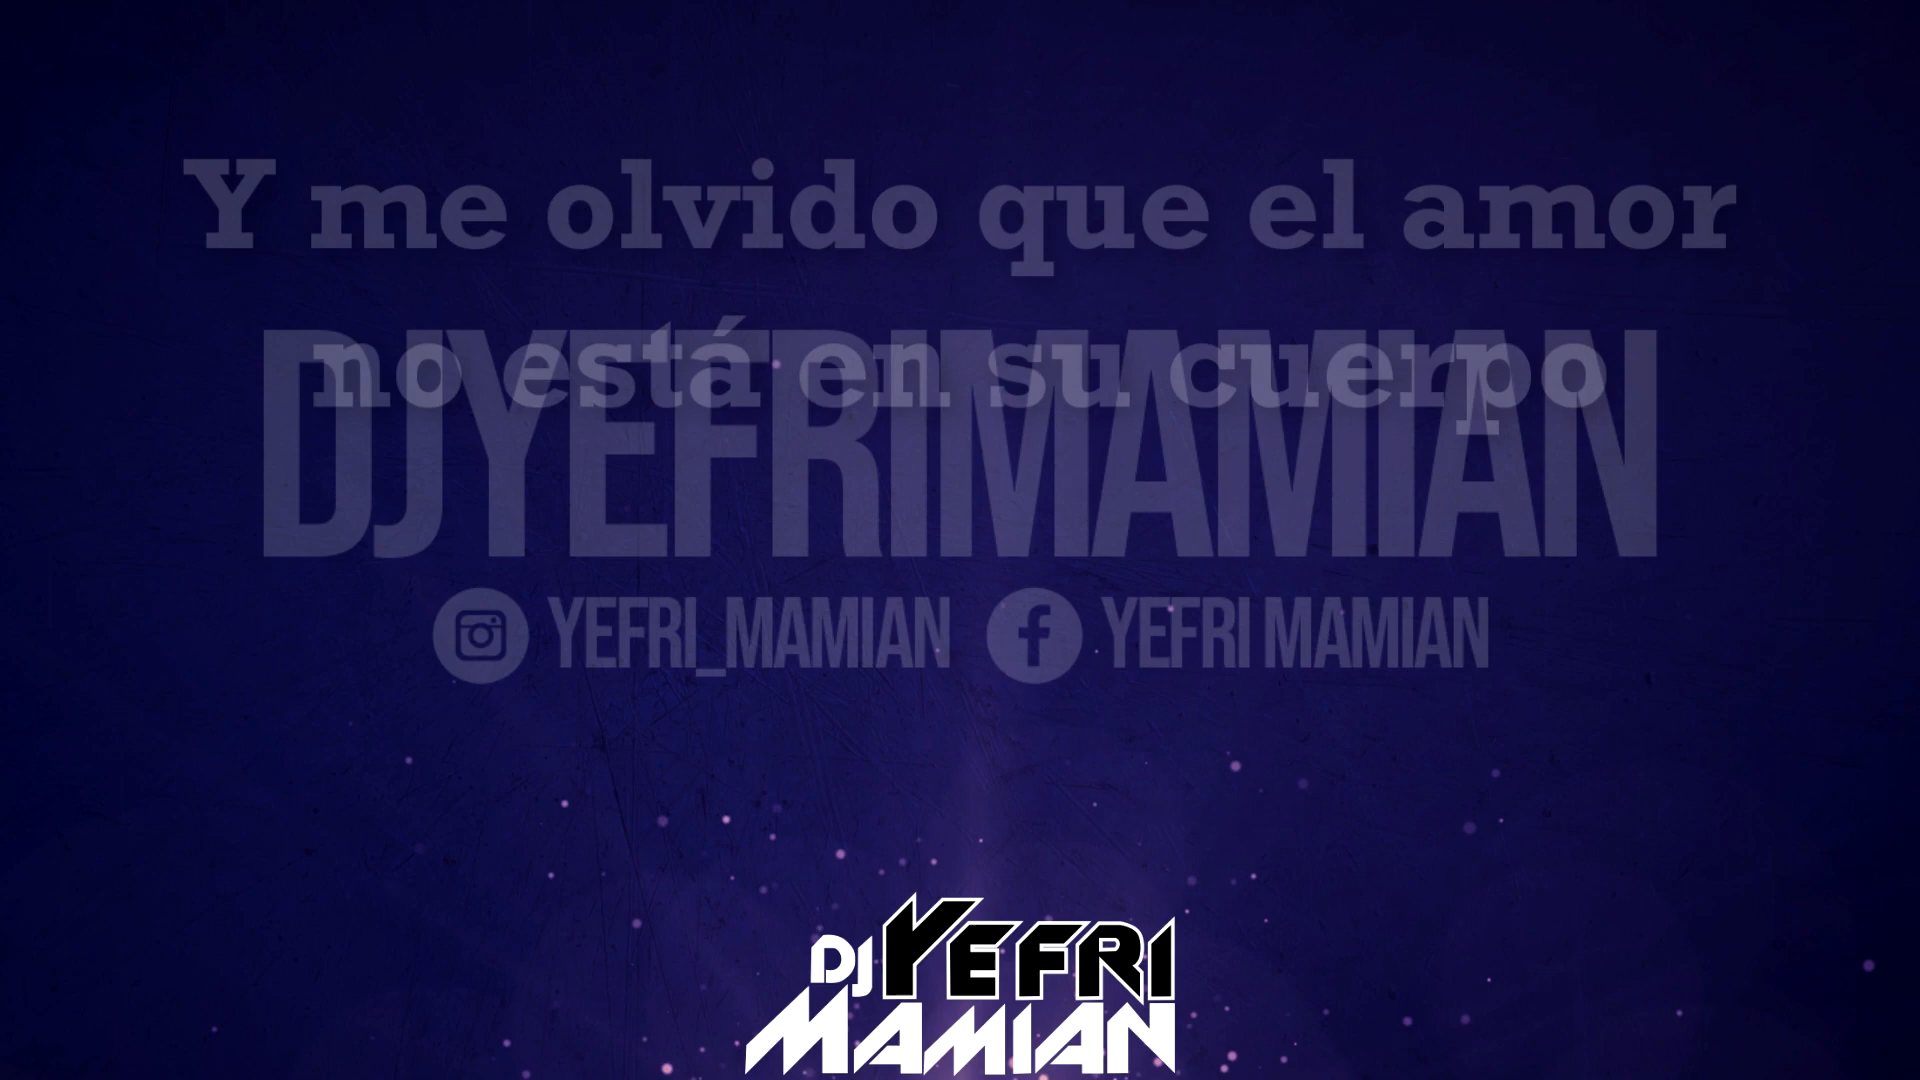 Y me olvido que el amor
no está en su cuerpo
DJYEFRIMAMIAN
YEFRI_MAMIAN YEFRI MAMIAN
DJ YEFRI
MAMIAN